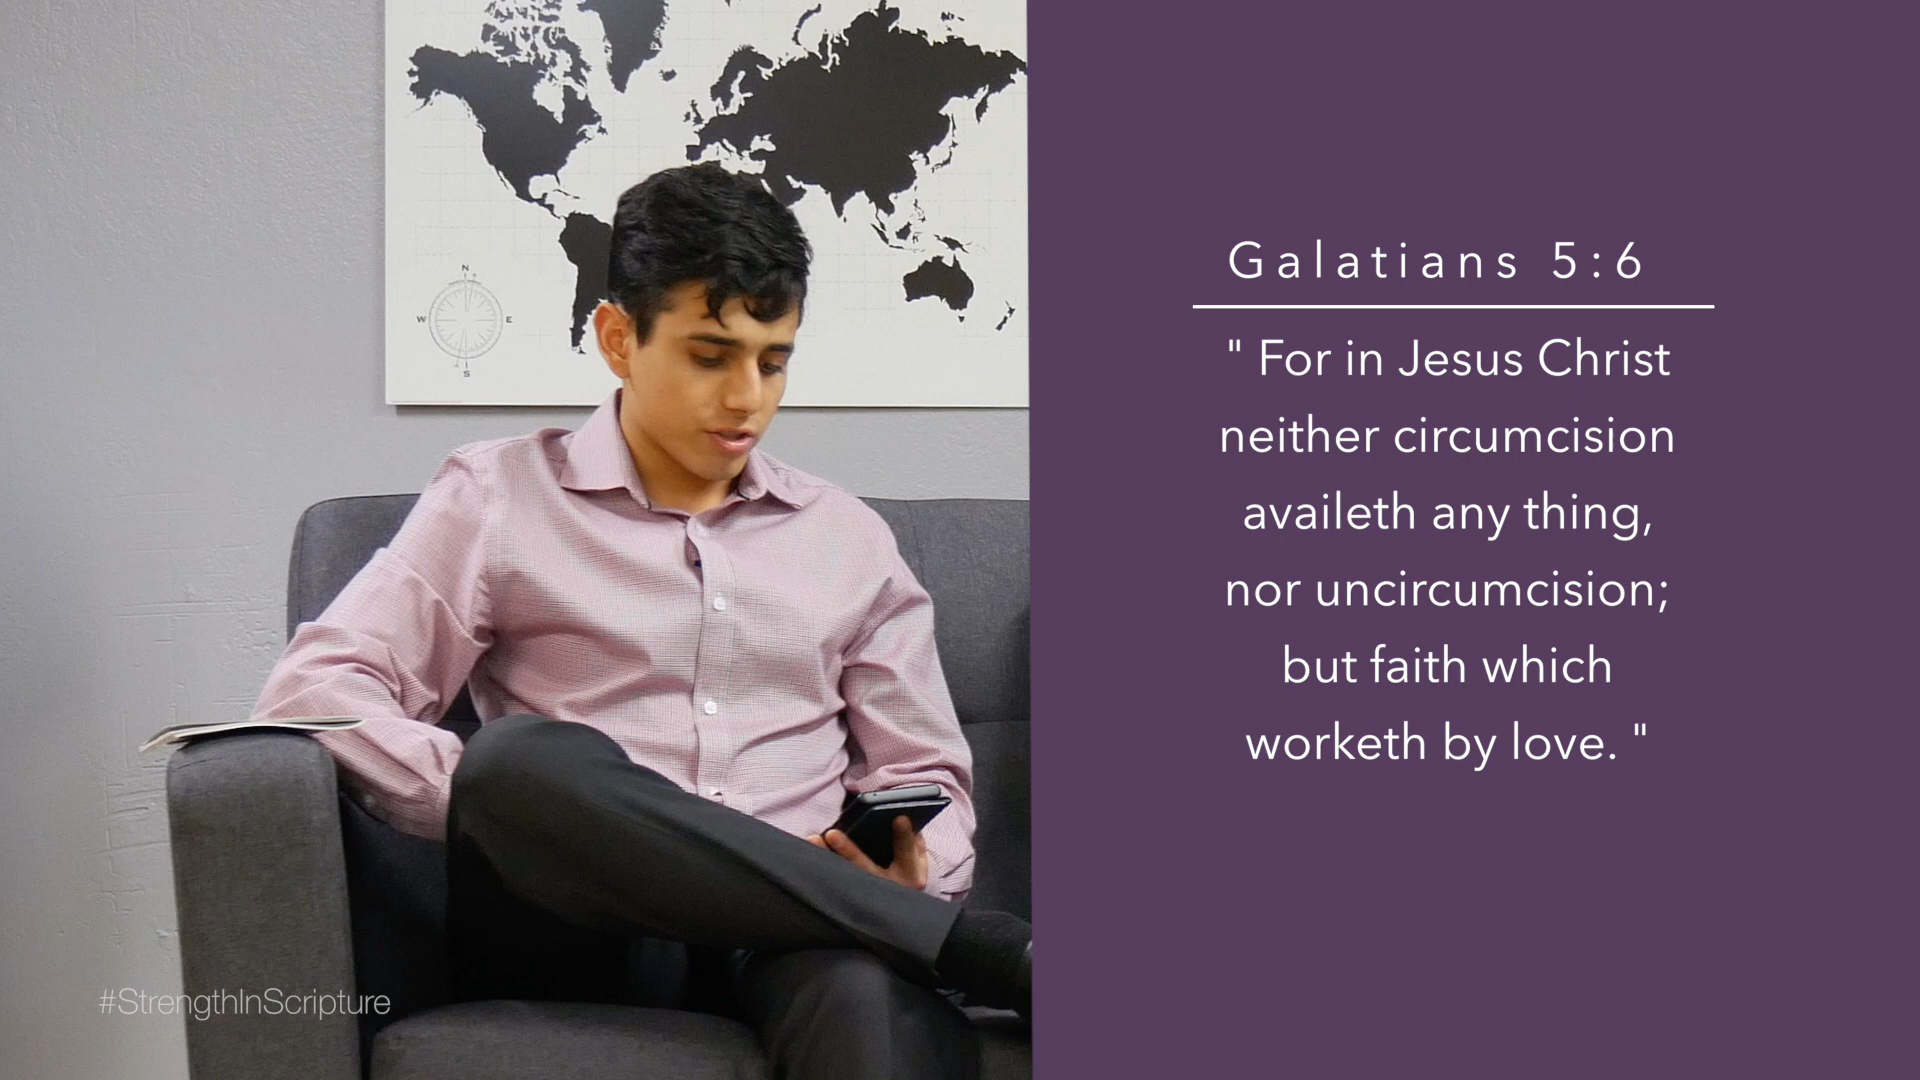 Galatians 5:6
" For in Jesus Christ
neither circumcision
availeth any thing,
nor uncircumcision;
but faith which
worketh by love. "
#StrengthInScripture
N
W
E
S